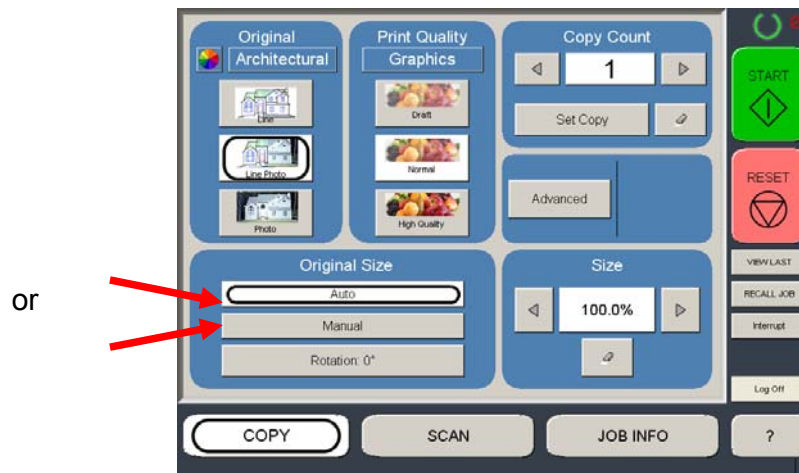 Original
Architectural
Line
Line Photo
Photo
Print Quality
Graphics
Draft
Normal
High Quality
Copy Count
1
Set Copy
Advanced
Original Size
Auto
Manual
Rotation: 0°
Size
100.0%
START
RESET
VIEW LAST
RECALL JOB
Interrupt
Log Off
or
COPY
SCAN
JOB INFO
?